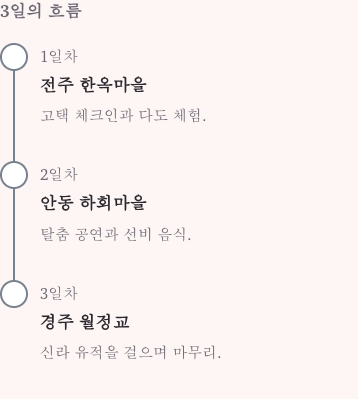 3일의 흐름
1일차
전주 한옥마을
고택 체크인과 다도 체험.
2일차
안동 하회마을
탈춤 공연과 선비 음식.
3일차
경주 월정교
신라 유적을 걸으며 마무리.